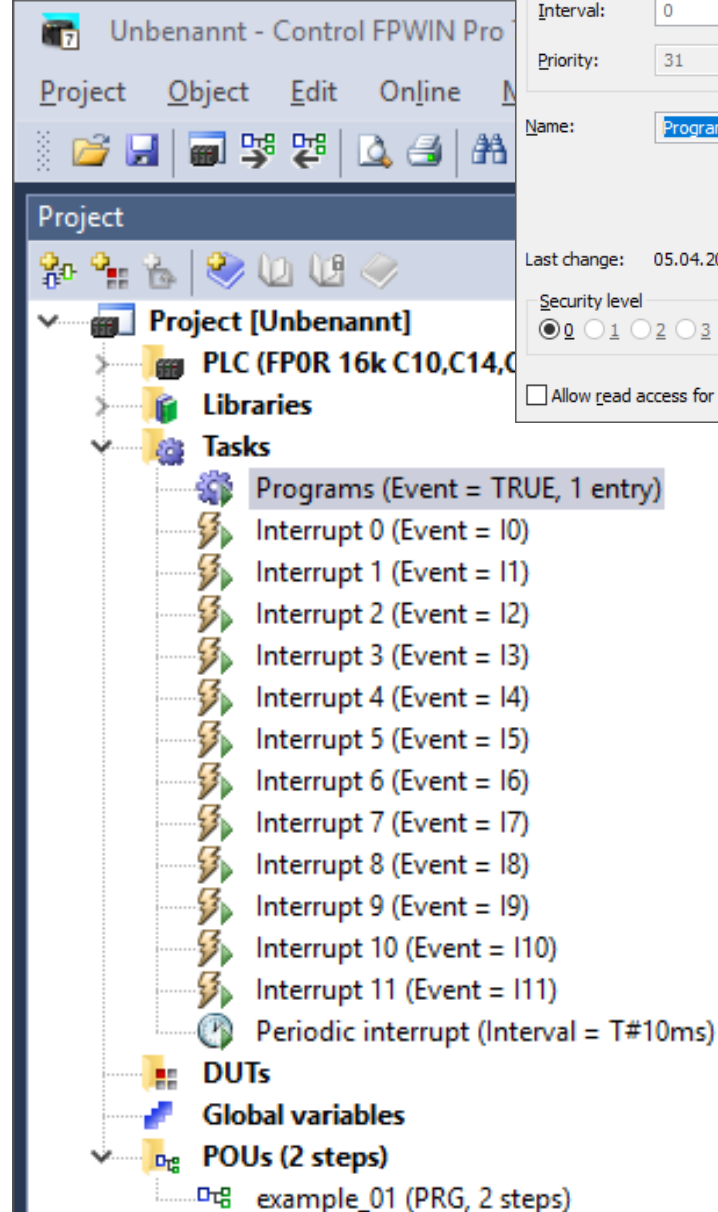 Unbenannt - Control FPWIN Pro
Project Object Edit Online
Interval: 0
Priority: 31
Name:
Last change:
Security level
0 1 2 3
Allow read access for
Project
Project [Unbenannt]
PLC (FP0R 16k C10,C14,
Libraries
Tasks
Programs (Event = TRUE, 1 entry)
Interrupt 0 (Event = I0)
Interrupt 1 (Event = I1)
Interrupt 2 (Event = I2)
Interrupt 3 (Event = I3)
Interrupt 4 (Event = I4)
Interrupt 5 (Event = I5)
Interrupt 6 (Event = I6)
Interrupt 7 (Event = I7)
Interrupt 8 (Event = I8)
Interrupt 9 (Event = I9)
Interrupt 10 (Event = I10)
Interrupt 11 (Event = I11)
Periodic interrupt (Interval = T#10ms)
DUTs
Global variables
POUs (2 steps)
example_01 (PRG, 2 steps)